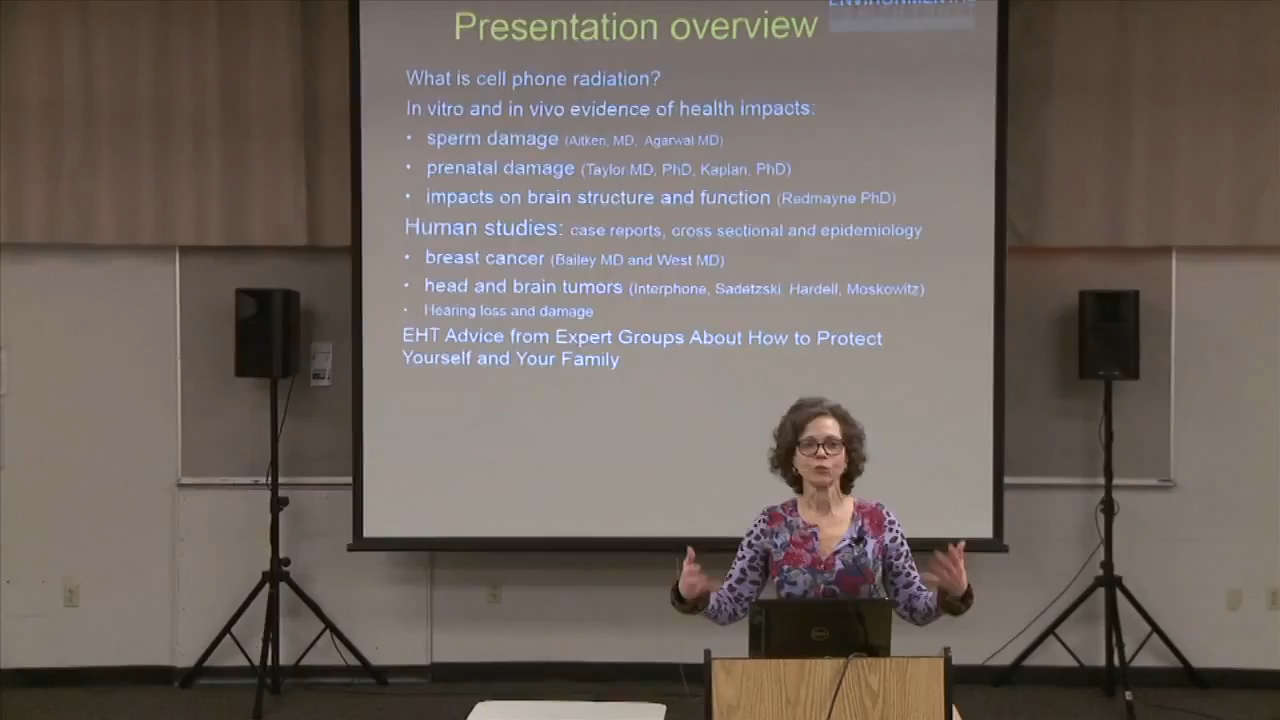 Presentation overview
What is cell phone radiation?
In vitro and in vivo evidence of health impacts:
• sperm damage (Aitken, MD, Agarwal MD)
• prenatal damage (Taylor MD, PhD, Kaplan, PhD)
• impacts on brain structure and function (Redmayne PhD)
Human studies: case reports, cross sectional and epidemiology
• breast cancer (Bailey MD and West MD)
• head and brain tumors (Interphone, Sadetzski, Hardell, Moskowitz)
• Hearing loss and damage
EHT Advice from Expert Groups About How to Protect
Yourself and Your Family
DELL